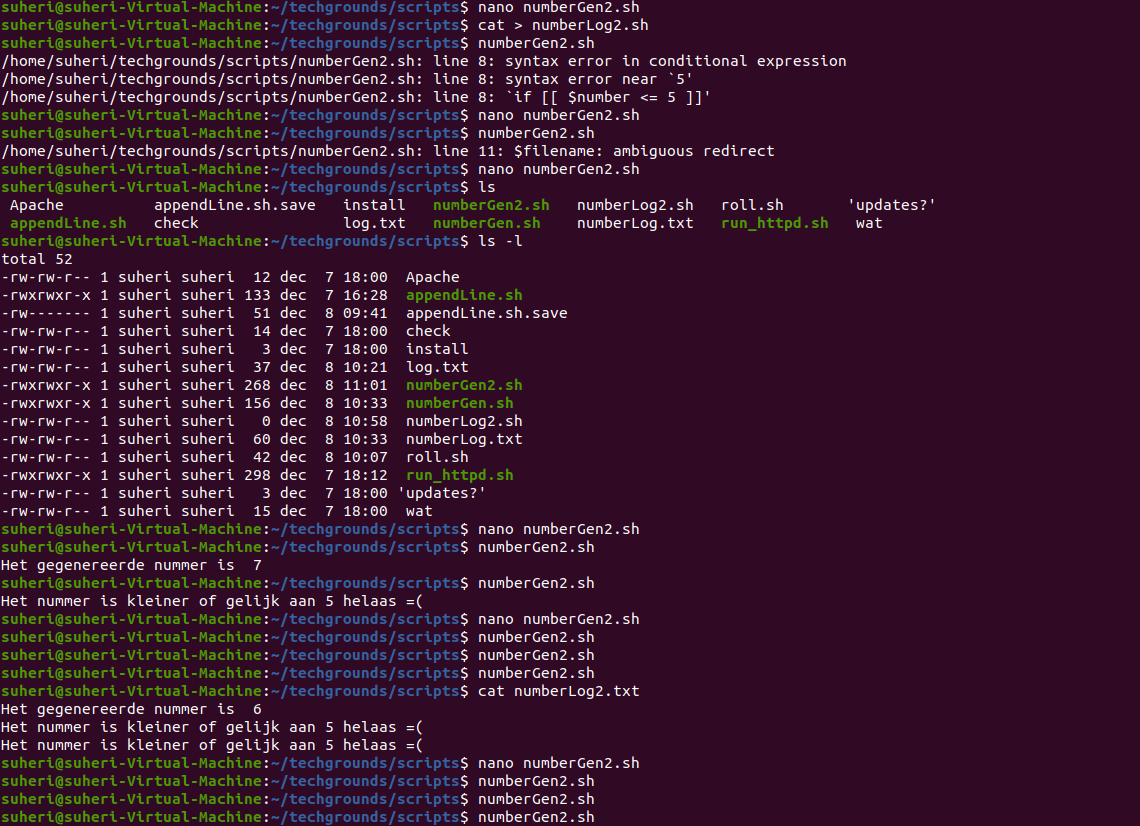 suheri@suheri-Virtual-Machine:~/techgrounds/scripts$ nano numberGen2.sh
suheri@suheri-Virtual-Machine:~/techgrounds/scripts$ cat > numberLog2.sh
suheri@suheri-Virtual-Machine:~/techgrounds/scripts$ numberGen2.sh
/home/suheri/techgrounds/scripts/numberGen2.sh: line 8: syntax error in conditional expression
/home/suheri/techgrounds/scripts/numberGen2.sh: line 8: syntax error near `5'
/home/suheri/techgrounds/scripts/numberGen2.sh: line 8: `if [[ $number <= 5 ]]'
suheri@suheri-Virtual-Machine:~/techgrounds/scripts$ nano numberGen2.sh
suheri@suheri-Virtual-Machine:~/techgrounds/scripts$ numberGen2.sh
/home/suheri/techgrounds/scripts/numberGen2.sh: line 11: $filename: ambiguous redirect
suheri@suheri-Virtual-Machine:~/techgrounds/scripts$ nano numberGen2.sh
suheri@suheri-Virtual-Machine:~/techgrounds/scripts$ ls
 Apache          appendLine.sh.save   install   numberGen2.sh   numberLog2.sh   roll.sh       'updates?'
 appendLine.sh   check                log.txt   numberGen.sh    numberLog.txt   run_httpd.sh   wat
suheri@suheri-Virtual-Machine:~/techgrounds/scripts$ ls -l
total 52
-rw-rw-r-- 1 suheri suheri  12 dec  7 18:00  Apache
-rwxrwxr-x 1 suheri suheri 133 dec  7 16:28  appendLine.sh
-rw------- 1 suheri suheri  51 dec  8 09:41  appendLine.sh.save
-rw-rw-r-- 1 suheri suheri  14 dec  7 18:00  check
-rw-rw-r-- 1 suheri suheri   3 dec  7 18:00  install
-rw-rw-r-- 1 suheri suheri  37 dec  8 10:21  log.txt
-rwxrwxr-x 1 suheri suheri 268 dec  8 11:01  numberGen2.sh
-rwxrwxr-x 1 suheri suheri 156 dec  8 10:33  numberGen.sh
-rw-rw-r-- 1 suheri suheri   0 dec  8 10:58  numberLog2.sh
-rw-rw-r-- 1 suheri suheri  60 dec  8 10:33  numberLog.txt
-rw-rw-r-- 1 suheri suheri  42 dec  8 10:07  roll.sh
-rwxrwxr-x 1 suheri suheri 298 dec  7 18:12  run_httpd.sh
-rw-rw-r-- 1 suheri suheri   3 dec  7 18:00 'updates?'
-rw-rw-r-- 1 suheri suheri  15 dec  7 18:00  wat
suheri@suheri-Virtual-Machine:~/techgrounds/scripts$ nano numberGen2.sh
suheri@suheri-Virtual-Machine:~/techgrounds/scripts$ numberGen2.sh
Het gegenereerde nummer is  7
suheri@suheri-Virtual-Machine:~/techgrounds/scripts$ numberGen2.sh
Het nummer is kleiner of gelijk aan 5 helaas =(
suheri@suheri-Virtual-Machine:~/techgrounds/scripts$ nano numberGen2.sh
suheri@suheri-Virtual-Machine:~/techgrounds/scripts$ numberGen2.sh
suheri@suheri-Virtual-Machine:~/techgrounds/scripts$ numberGen2.sh
suheri@suheri-Virtual-Machine:~/techgrounds/scripts$ numberGen2.sh
suheri@suheri-Virtual-Machine:~/techgrounds/scripts$ cat numberLog2.txt
Het gegenereerde nummer is  6
Het nummer is kleiner of gelijk aan 5 helaas =(
Het nummer is kleiner of gelijk aan 5 helaas =(
suheri@suheri-Virtual-Machine:~/techgrounds/scripts$ nano numberGen2.sh
suheri@suheri-Virtual-Machine:~/techgrounds/scripts$ numberGen2.sh
suheri@suheri-Virtual-Machine:~/techgrounds/scripts$ numberGen2.sh
suheri@suheri-Virtual-Machine:~/techgrounds/scripts$ numberGen2.sh